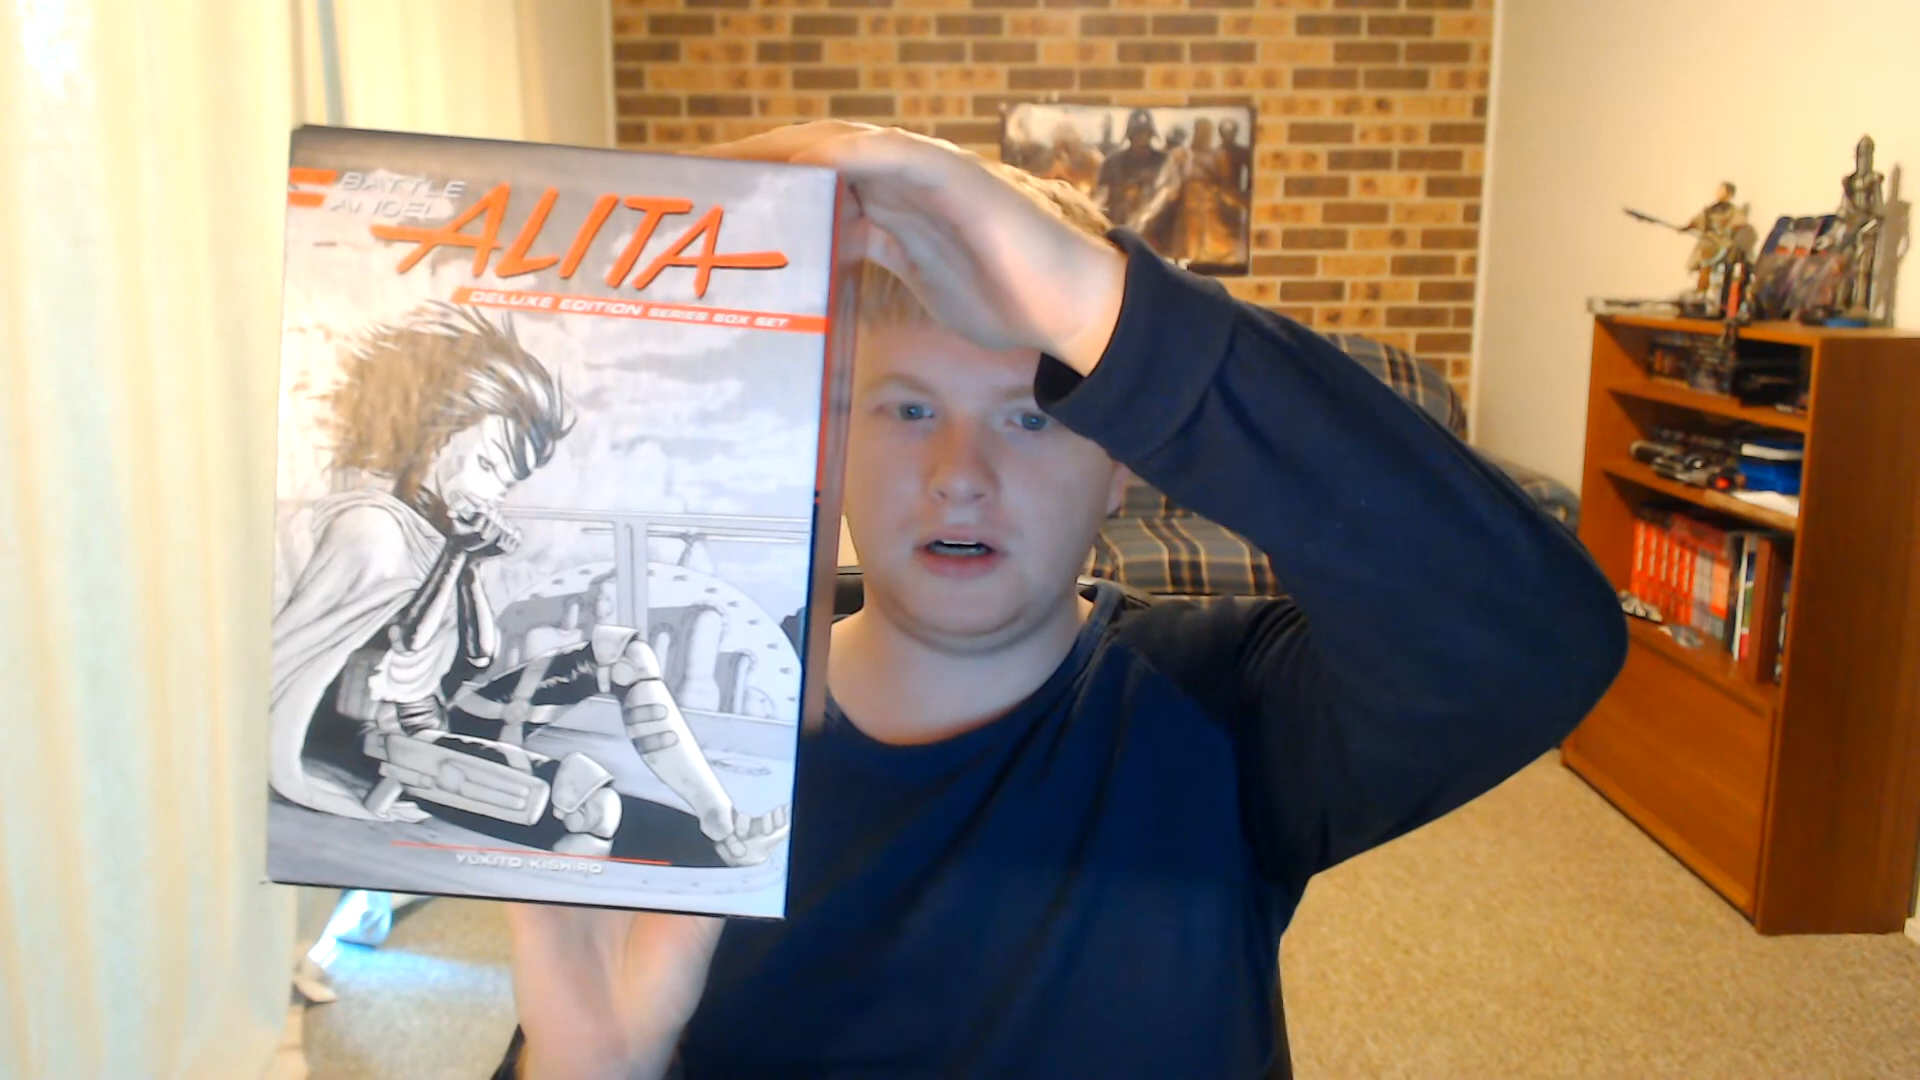 BATTLE
ANGEL
ALITA
DELUXE EDITION SERIES BOX SET
YUKITO KISHIRO